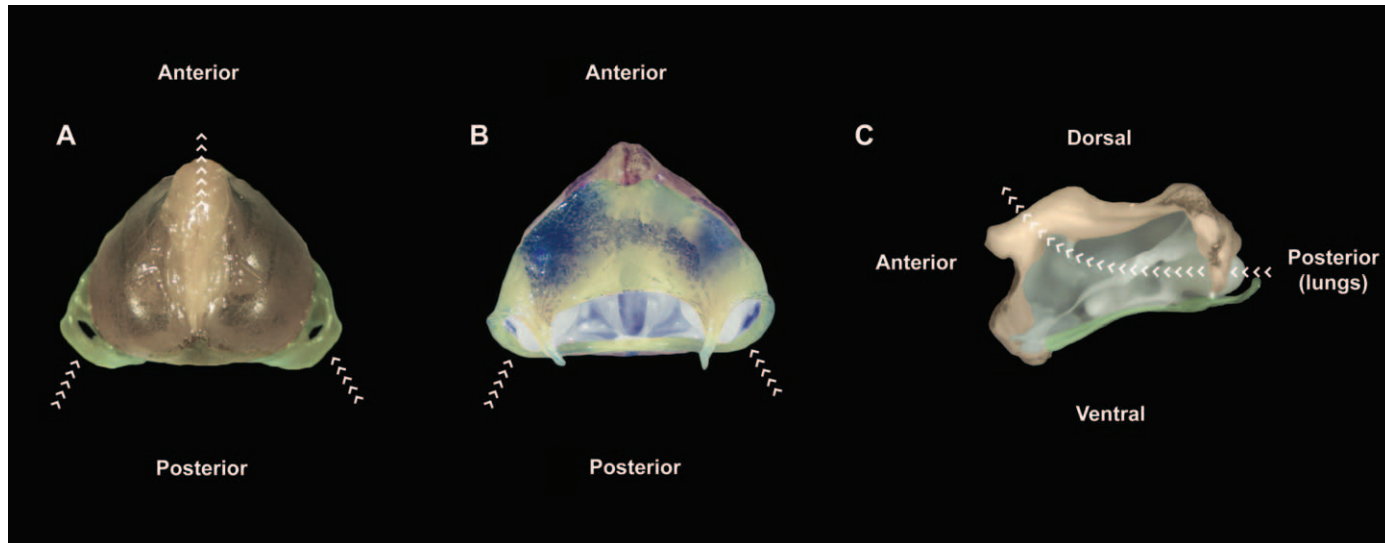 Anterior
A
Posterior
Anterior
B
Posterior
C
Dorsal
Anterior
Posterior
(lungs)
Ventral